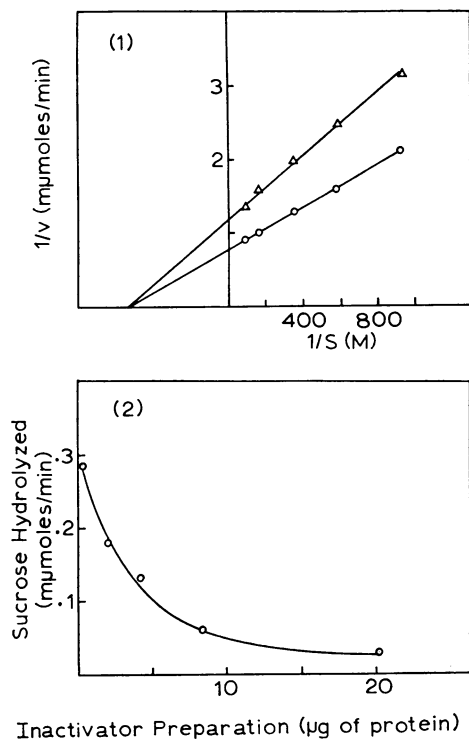 (1)
1/v (mµmoles/min)
3
2
400 800
1/S (M)
(2)
Sucrose Hydrolyzed
(mµmoles/min)
.3
.2
.1
10 20
Inactivator Preparation (µg of protein)